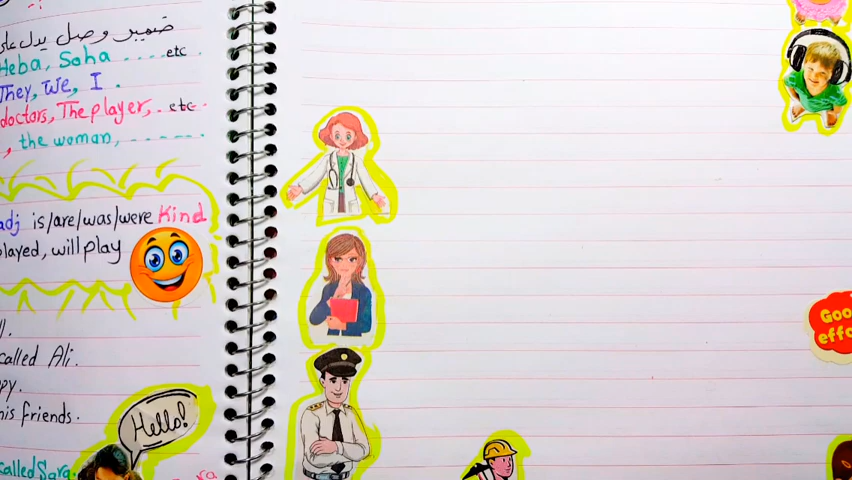 ضمير وصل يدل على
Heba, Soha .... etc
They, We, I .
doctors, The player, . etc .
, the woman, ......
adj is/are/was/were Kind
played, will play
called Ali.
ppy.
his friends.
Hello!
called Sara.
Goo
effo